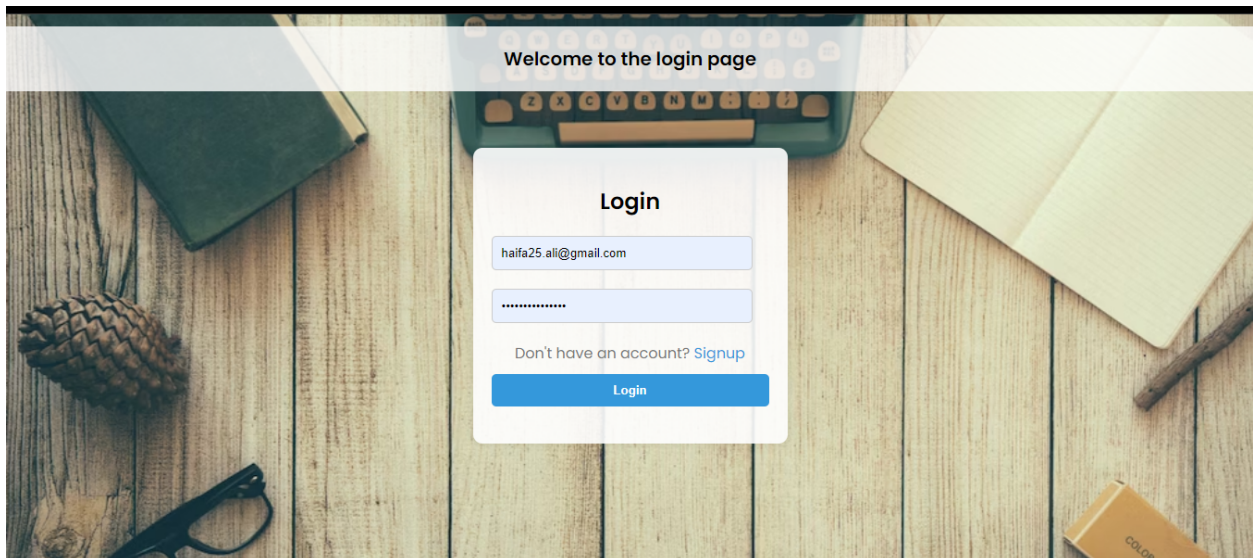 Welcome to the login page
Z X C V B N M : . /
Login
haifa25.ali@gmail.com
•••••••••••••••
Don't have an account? Signup
Login